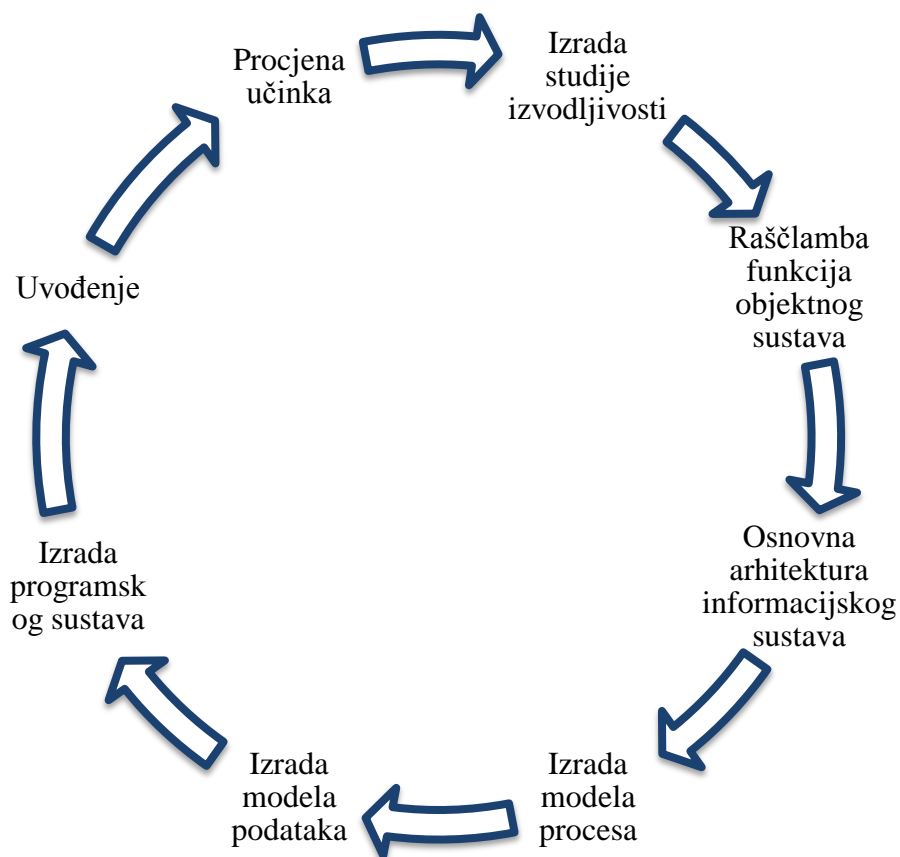 Procjena
učinka
Izrada
studije
izvodljivosti
Raščlamba
funkcija
objektnog
sustava
Osnovna
arhitektura
informacijskog
sustava
Izrada
modela
procesa
Izrada
modela
podataka
Izrada
programsk
og sustava
Uvođenje